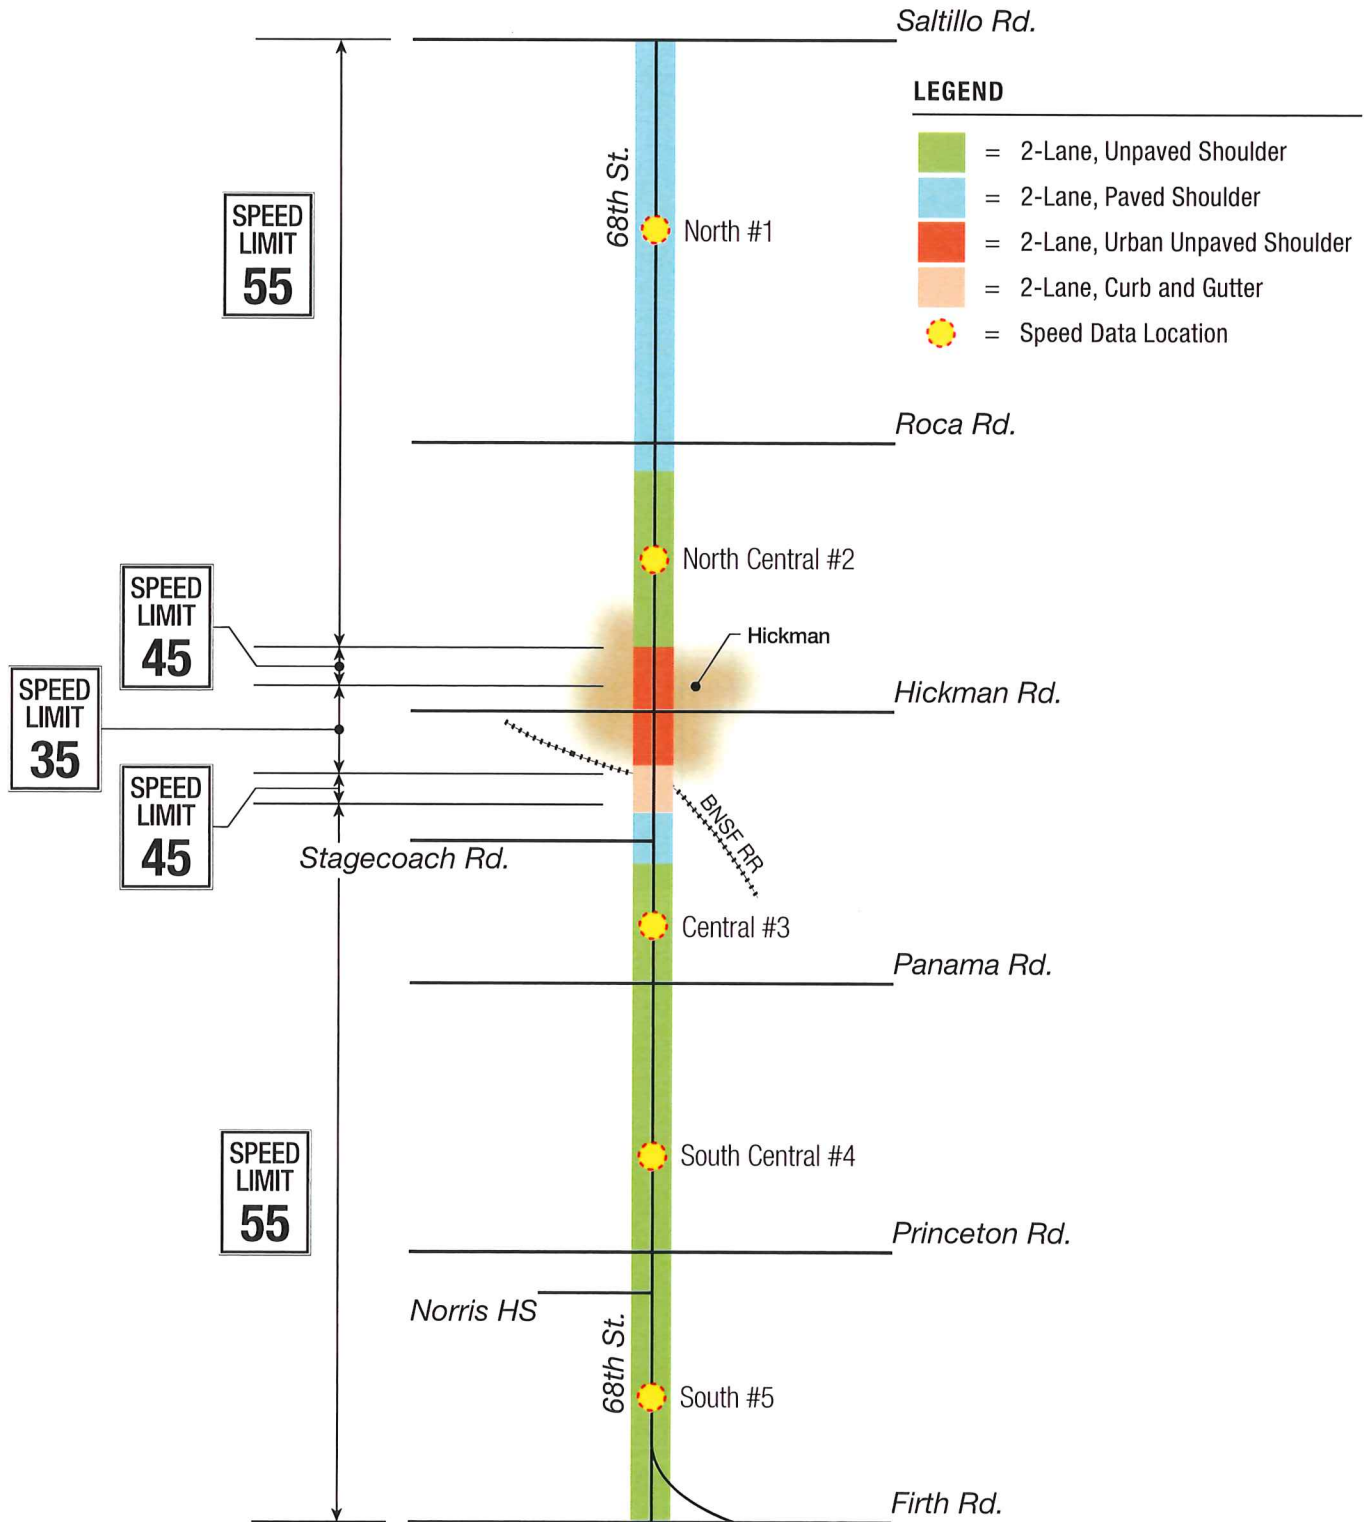 Saltillo Rd.
LEGEND
= 2-Lane, Unpaved Shoulder
= 2-Lane, Paved Shoulder
= 2-Lane, Urban Unpaved Shoulder
= 2-Lane, Curb and Gutter
= Speed Data Location
68th St.
SPEED
LIMIT
55
North #1
Roca Rd.
North Central #2
SPEED
LIMIT
45
Hickman
SPEED
LIMIT
35
Hickman Rd.
SPEED
LIMIT
45
BNSF RR
Stagecoach Rd.
Central #3
Panama Rd.
SPEED
LIMIT
55
South Central #4
Princeton Rd.
Norris HS
68th St.
South #5
Firth Rd.